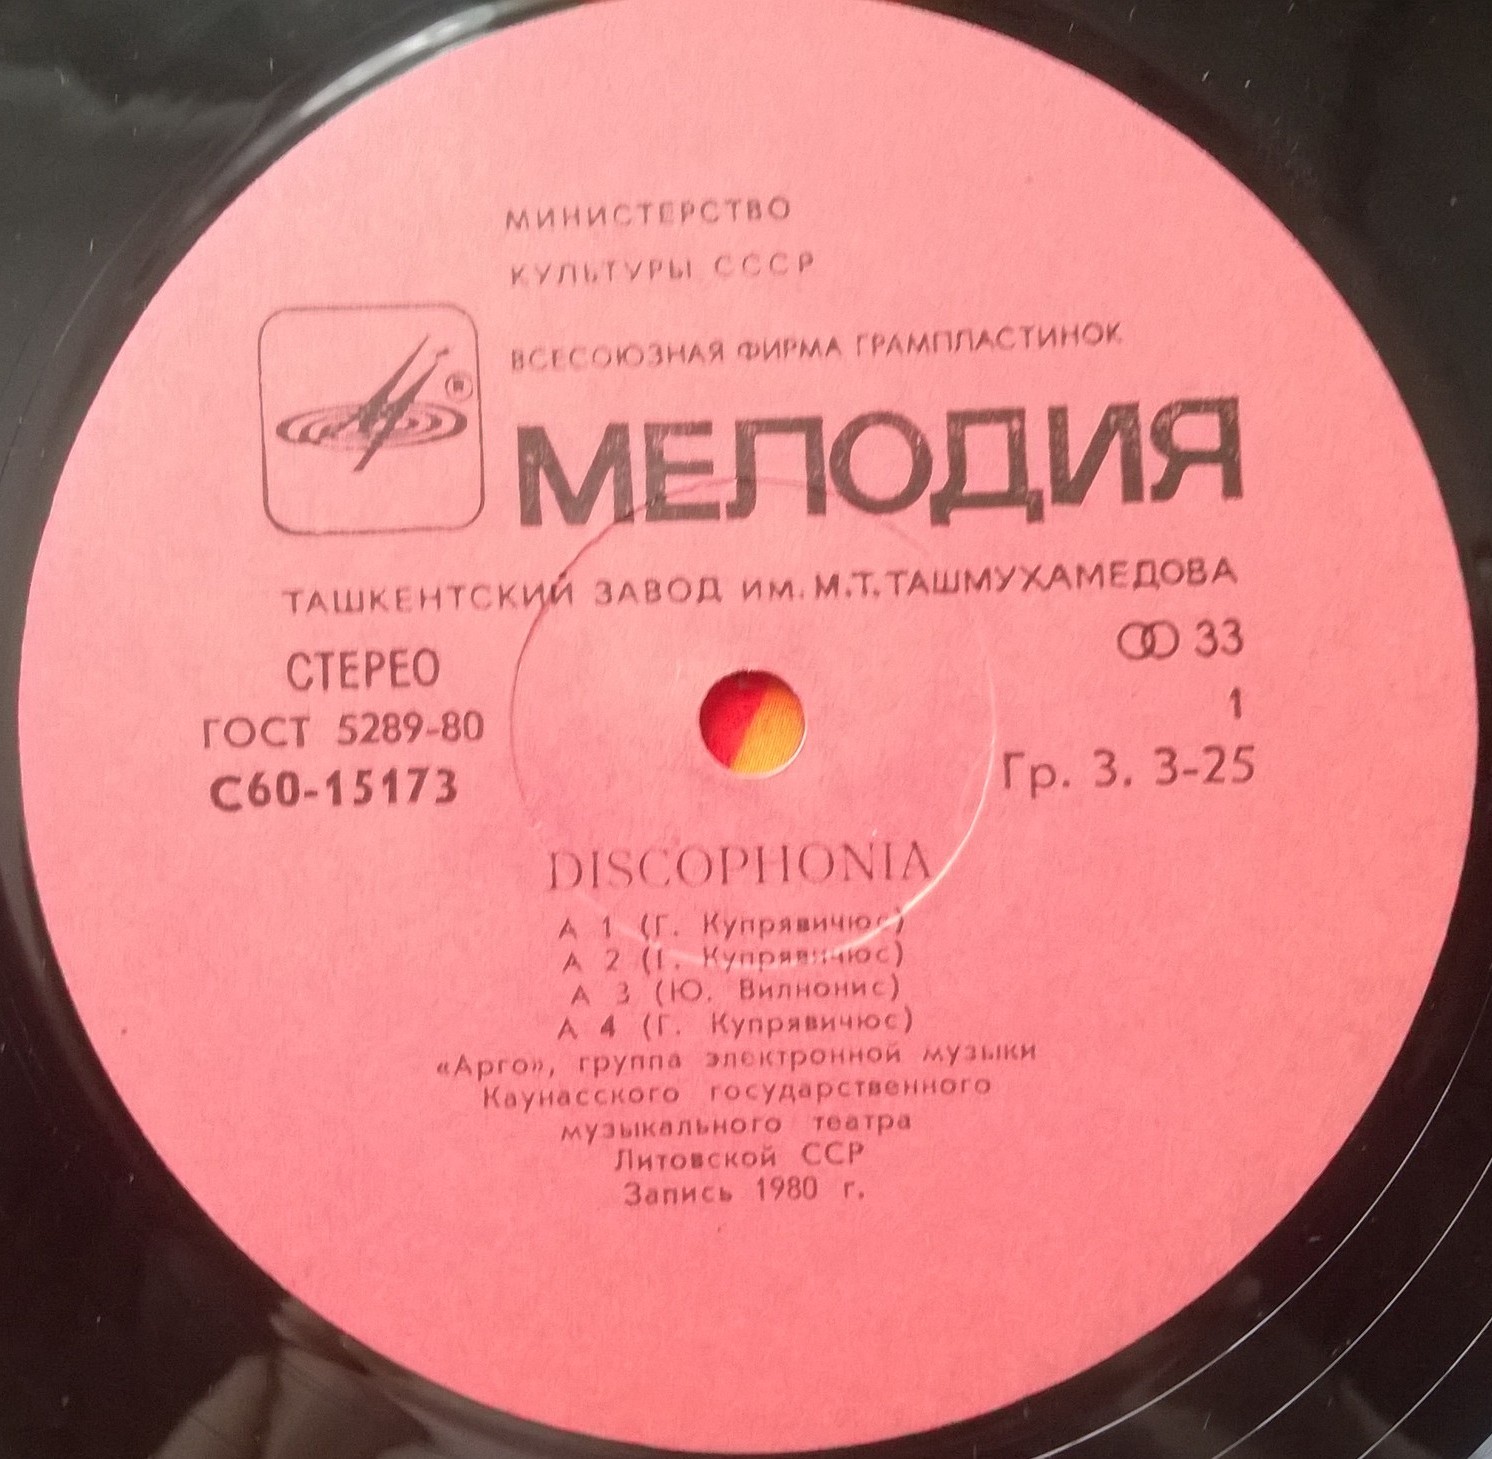 МИНИСТЕРСТВО
КУЛЬТУРЫ СССР
ВСЕСОЮЗНАЯ ФИРМА ГРАМПЛАСТИНОК
®
МЕЛОДИЯ
ТАШКЕНТСКИЙ ЗАВОД ИМ. М.Т. ТАШМУХАМЕДОВА
СТЕРЕО
33
ГОСТ 5289-80
1
С60-15173
Гр. 3. 3-25
DISCOPHONIA
А 1 (Г. Купрявичюс)
А 2 (Г. Купрявичюс)
А 3 (Ю. Вилнонис)
А 4 (Г. Купрявичюс)
«Арго», группа электронной музыки
Каунасского государственного
музыкального театра
Литовской ССР
Запись 1980 г.